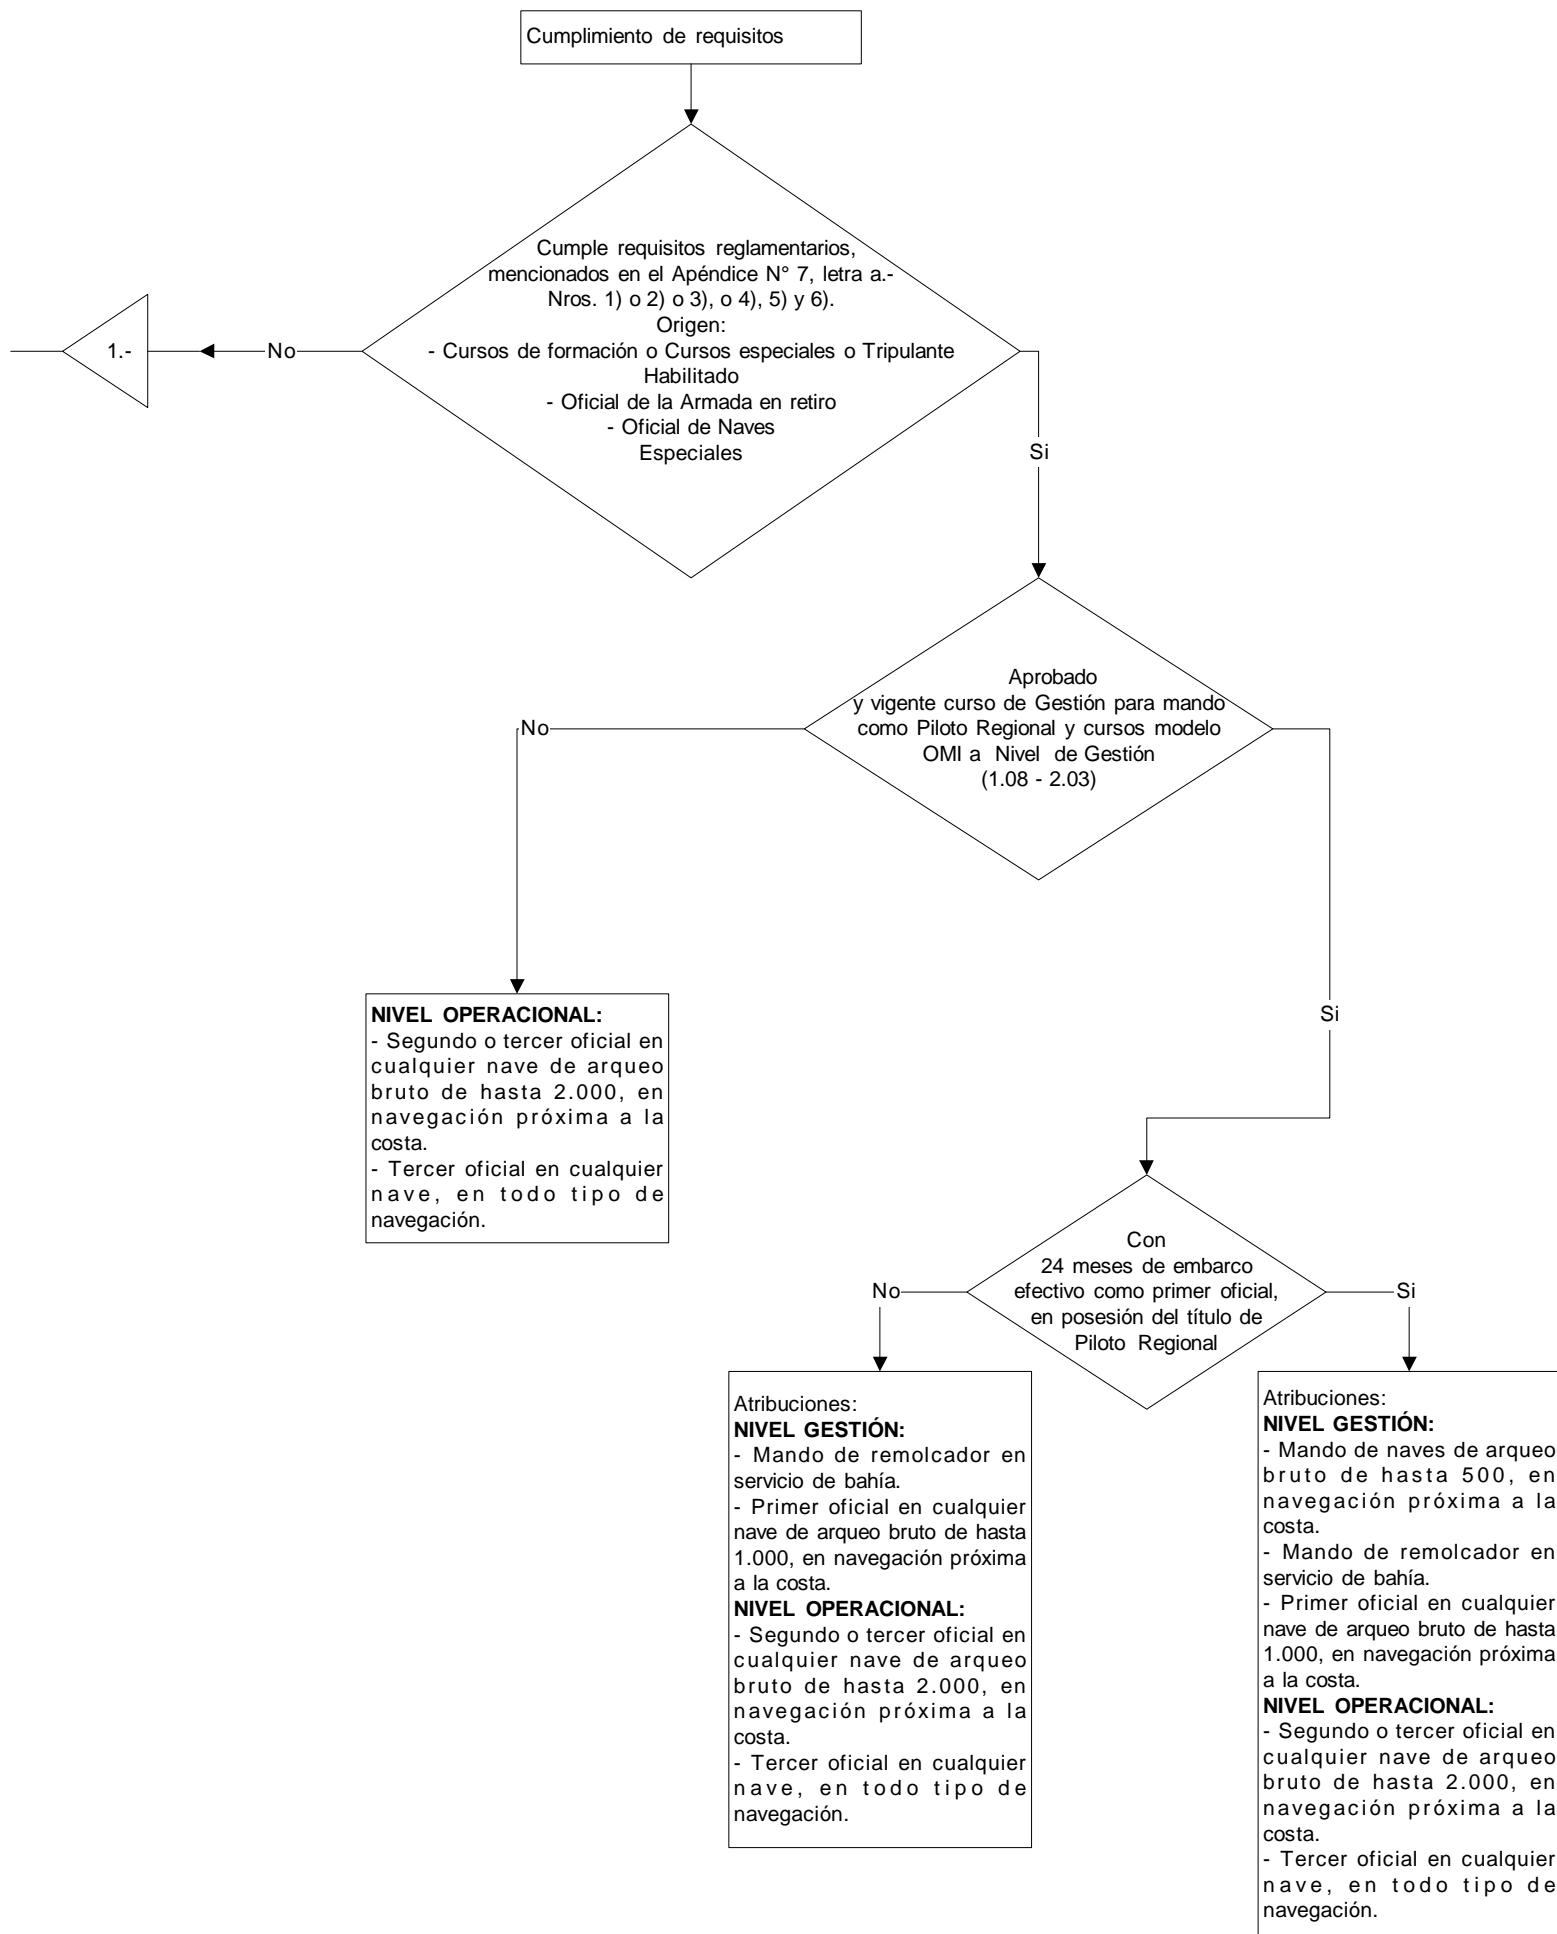 Cumplimiento de requisitos
Cumple requisitos reglamentarios,
mencionados en el Apéndice N° 7, letra a.-
Nros. 1) o 2) o 3), o 4), 5) y 6).
Origen:
- Cursos de formación o Cursos especiales o Tripulante
Habilitado
- Oficial de la Armada en retiro
- Oficial de Naves
Especiales
1.-
No
Si
Aprobado
y vigente curso de Gestión para mando
como Piloto Regional y cursos modelo
OMI a Nivel de Gestión
(1.08 - 2.03)
No
Si
NIVEL OPERACIONAL:
- Segundo o tercer oficial en
cualquier nave de arqueo
bruto de hasta 2.000, en
navegación próxima a la
costa.
- Tercer oficial en cualquier
nave, en todo tipo de
navegación.
Con
24 meses de embarco
efectivo como primer oficial,
en posesión del título de
Piloto Regional
No
Si
Atribuciones:
NIVEL GESTIÓN:
- Mando de remolcador en
servicio de bahía.
- Primer oficial en cualquier
nave de arqueo bruto de hasta
1.000, en navegación próxima
a la costa.
NIVEL OPERACIONAL:
- Segundo o tercer oficial en
cualquier nave de arqueo
bruto de hasta 2.000, en
navegación próxima a la
costa.
- Tercer oficial en cualquier
nave, en todo tipo de
navegación.
Atribuciones:
NIVEL GESTIÓN:
- Mando de naves de arqueo
bruto de hasta 500, en
navegación próxima a la
costa.
- Mando de remolcador en
servicio de bahía.
- Primer oficial en cualquier
nave de arqueo bruto de hasta
1.000, en navegación próxima
a la costa.
NIVEL OPERACIONAL:
- Segundo o tercer oficial en
cualquier nave de arqueo
bruto de hasta 2.000, en
navegación próxima a la
costa.
- Tercer oficial en cualquier
nave, en todo tipo de
navegación.